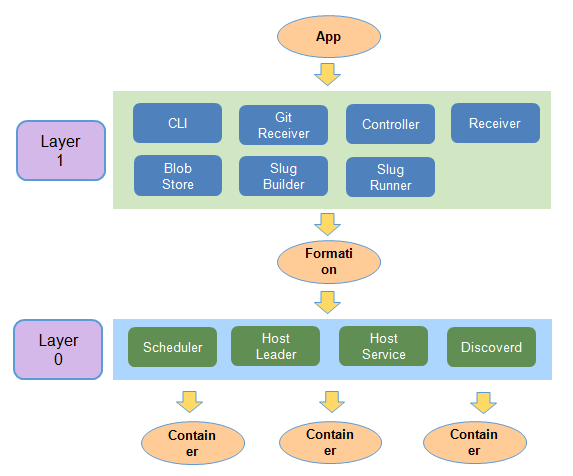 App
Layer
1
CLI
Git
Receiver
Controller
Receiver
Blob
Store
Slug
Builder
Slug
Runner
Formati
on
Layer
0
Scheduler
Host
Leader
Host
Service
Discoverd
Contain
er
Contain
er
Contain
er